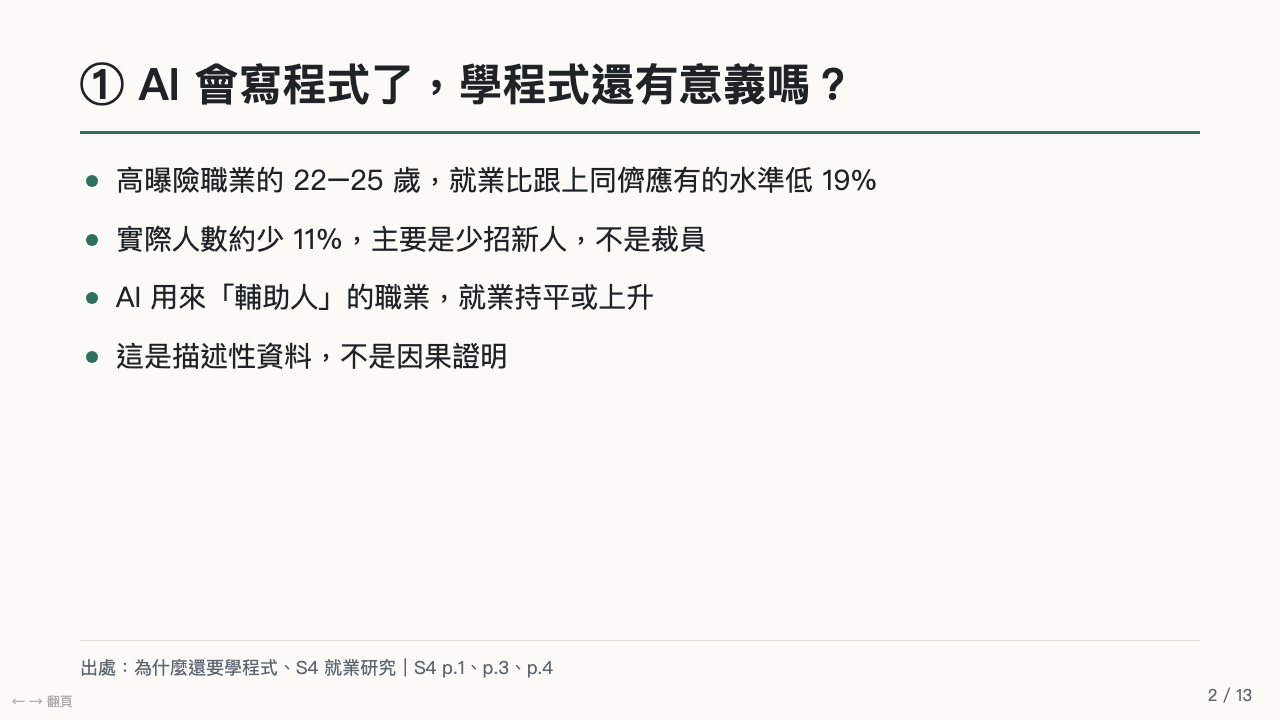 ① AI 會寫程式了，學程式還有意義嗎？
• 高曝險職業的 22—25 歲，就業比跟上同儕應有的水準低 19%
• 實際人數約少 11%，主要是少招新人，不是裁員
• AI 用來「輔助人」的職業，就業持平或上升
• 這是描述性資料，不是因果證明
出處：為什麼還要學程式、S4 就業研究｜S4 p.1、p.3、p.4
←→ 翻頁
2 / 13